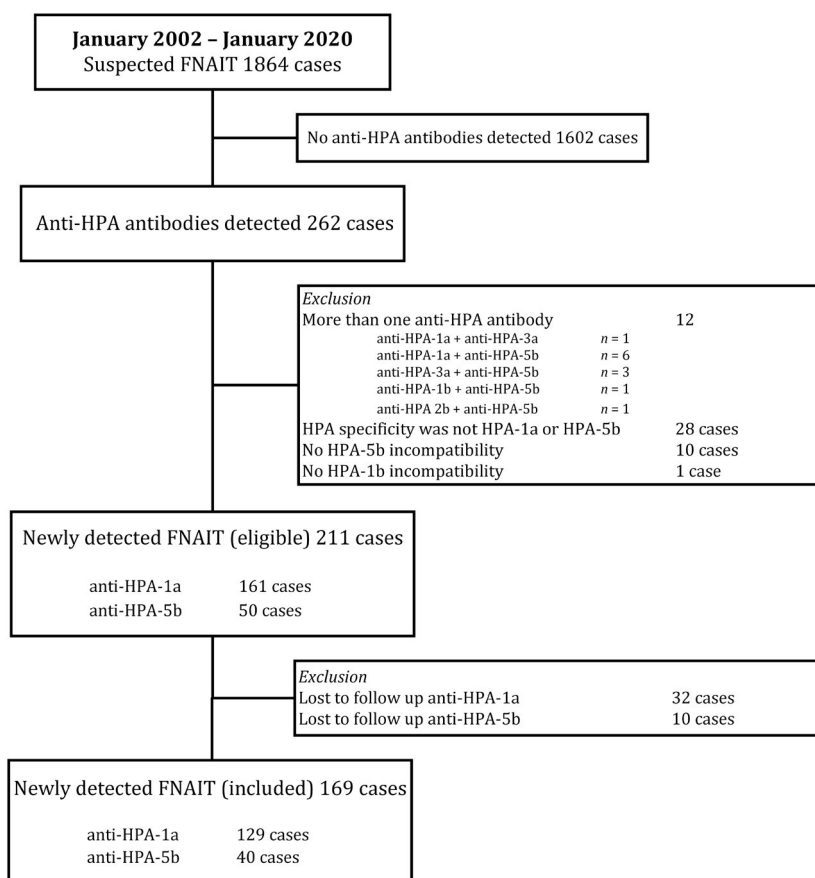 January 2002 – January 2020
Suspected FNAIT 1864 cases
No anti-HPA antibodies detected 1602 cases
Anti-HPA antibodies detected 262 cases
Exclusion
More than one anti-HPA antibody 12
anti-HPA-1a + anti-HPA-3a n = 1
anti-HPA-1a + anti-HPA-5b n = 6
anti-HPA-3a + anti-HPA-5b n = 3
anti-HPA-1b + anti-HPA-5b n = 1
anti-HPA 2b + anti-HPA-5b n = 1
HPA specificity was not HPA-1a or HPA-5b 28 cases
No HPA-5b incompatibility 10 cases
No HPA-1b incompatibility 1 case
Newly detected FNAIT (eligible) 211 cases
anti-HPA-1a 161 cases
anti-HPA-5b 50 cases
Exclusion
Lost to follow up anti-HPA-1a 32 cases
Lost to follow up anti-HPA-5b 10 cases
Newly detected FNAIT (included) 169 cases
anti-HPA-1a 129 cases
anti-HPA-5b 40 cases